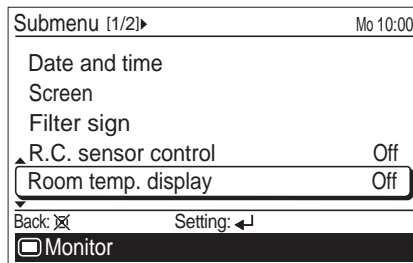 Submenu [1/2] Mo 10:00
Date and time
Screen
Filter sign
R.C. sensor control Off
Room temp. display Off
Back: Setting:
Monitor